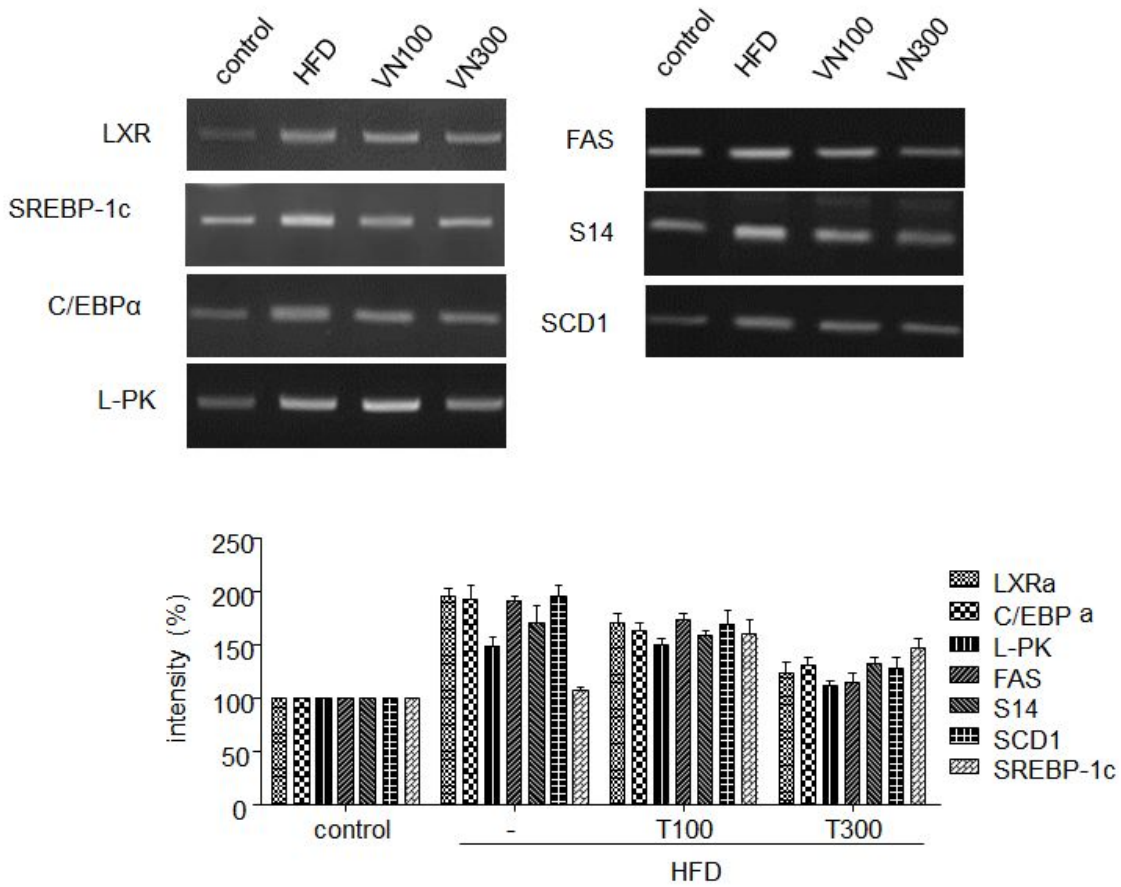 control HFD VN100 VN300
LXR
SREBP-1c
C/EBPα
L-PK
control HFD VN100 VN300
FAS
S14
SCD1
intensity (%)
250
200
150
100
50
0
control - T100 T300
HFD
LXRa
C/EBP a
L-PK
FAS
S14
SCD1
SREBP-1c